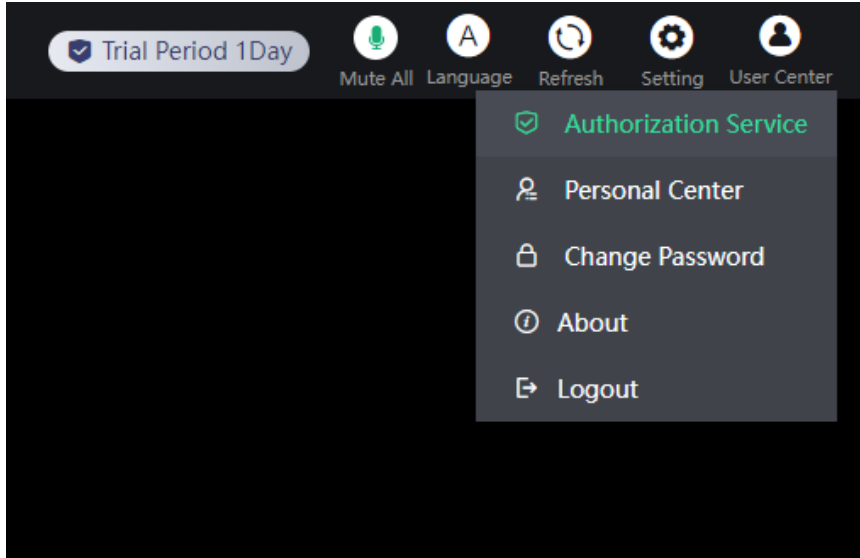 Trial Period 1Day
A
Mute All Language Refresh Setting User Center
Authorization Service
Personal Center
Change Password
About
Logout